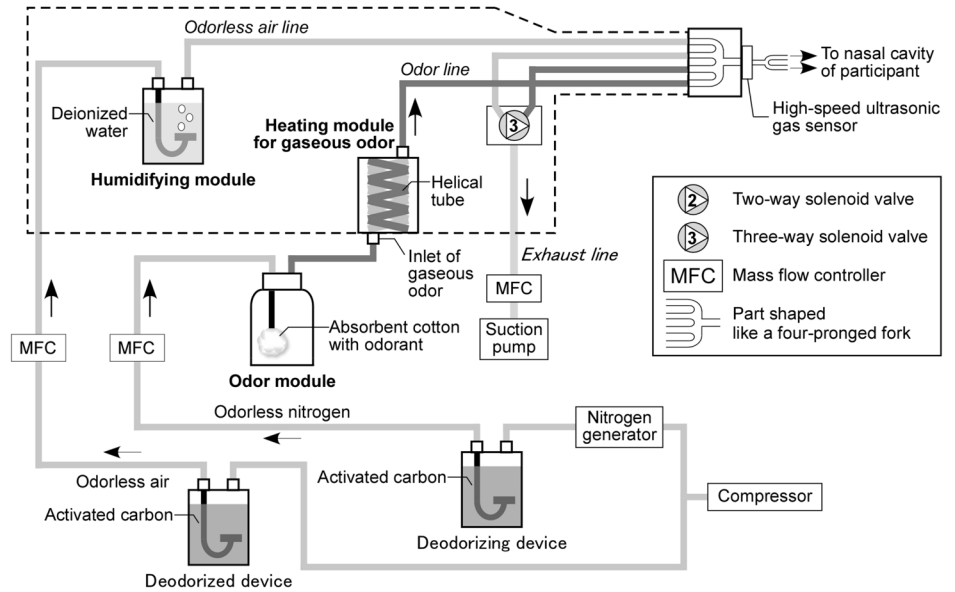 Odorless air line
To nasal cavity
of participant
Odor line
Deionized
water
High-speed ultrasonic
gas sensor
Heating module
for gaseous odor
3
Humidifying module
Helical
tube
2
Two-way solenoid valve
3
Three-way solenoid valve
Inlet of
gaseous
odor
Exhaust line
MFC
Mass flow controller
MFC
Part shaped
like a four-pronged fork
Absorbent cotton
with odorant
Suction
pump
MFC
MFC
Odor module
Odorless nitrogen
Nitrogen
generator
Odorless air
Activated carbon
Compressor
Activated carbon
Deodorizing device
Deodorized device